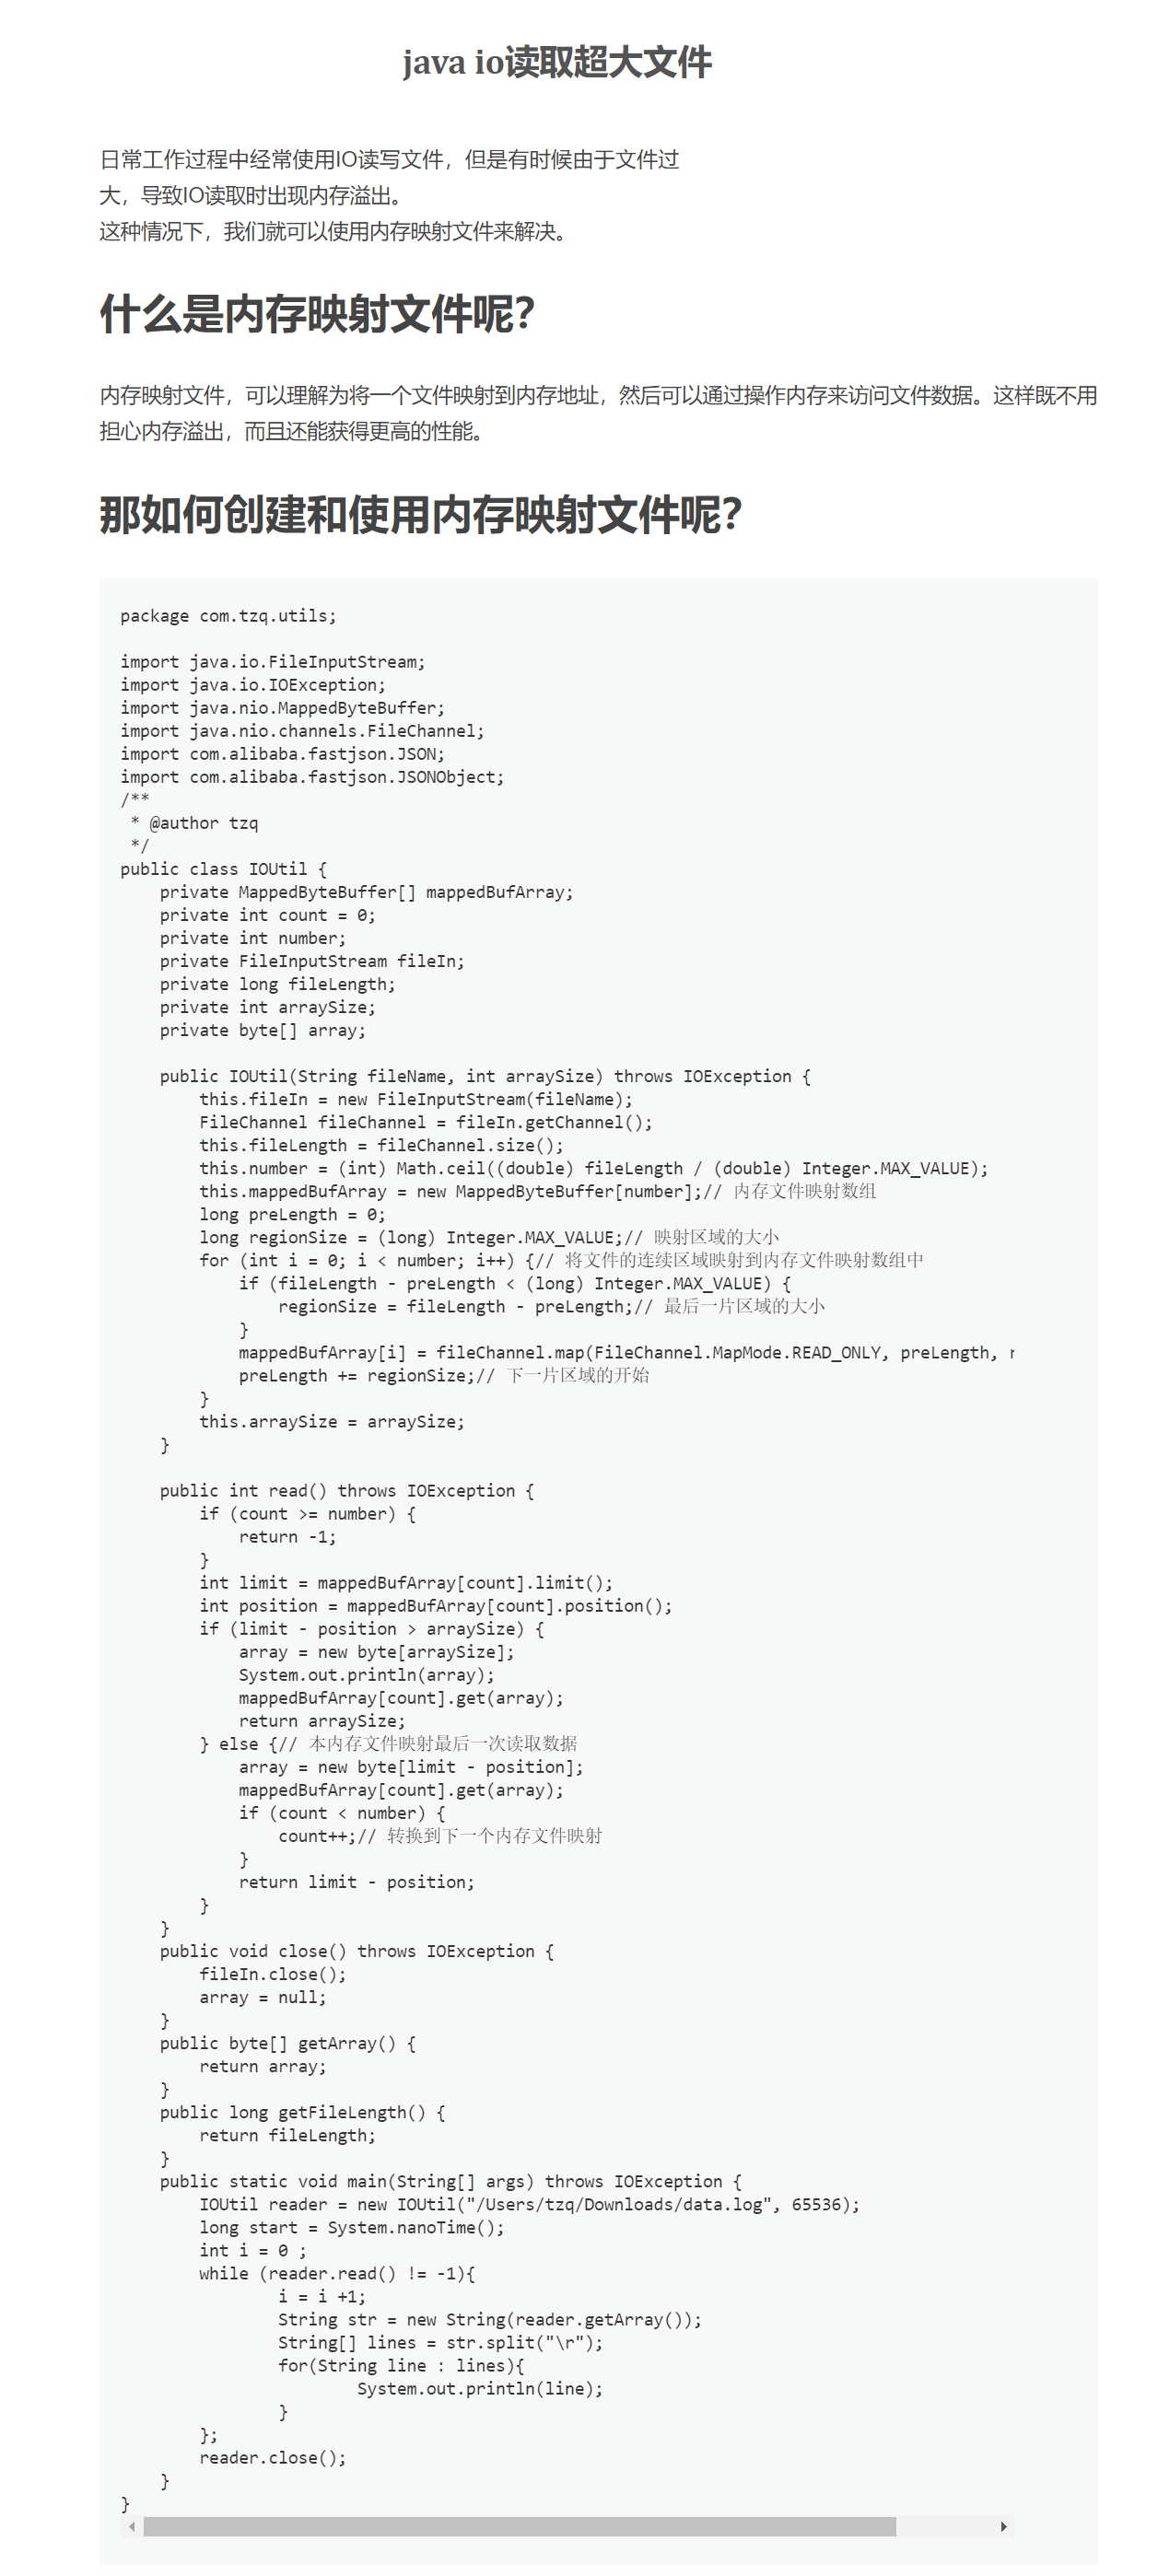 java io读取超大文件
日常工作过程中经常使用IO读写文件，但是有时候由于文件过
大，导致IO读取时出现内存溢出。
这种情况下，我们就可以使用内存映射文件来解决。
什么是内存映射文件呢？
内存映射文件，可以理解为将一个文件映射到内存地址，然后可以通过操作内存来访问文件数据。这样既不用
担心内存溢出，而且还能获得更高的性能。
那如何创建和使用内存映射文件呢？
package com.tzq.utils;
import java.io.FileInputStream;
import java.io.IOException;
import java.nio.MappedByteBuffer;
import java.nio.channels.FileChannel;
import com.alibaba.fastjson.JSON;
import com.alibaba.fastjson.JSONObject;
/**
 * @author tzq
 */
public class IOUtil {
    private MappedByteBuffer[] mappedBufArray;
    private int count = 0;
    private int number;
    private FileInputStream fileIn;
    private long fileLength;
    private int arraySize;
    private byte[] array;
    public IOUtil(String fileName, int arraySize) throws IOException {
        this.fileIn = new FileInputStream(fileName);
        FileChannel fileChannel = fileIn.getChannel();
        this.fileLength = fileChannel.size();
        this.number = (int) Math.ceil((double) fileLength / (double) Integer.MAX_VALUE);
        this.mappedBufArray = new MappedByteBuffer[number];// 内存文件映射数组
        long preLength = 0;
        long regionSize = (long) Integer.MAX_VALUE;// 映射区域的大小
        for (int i = 0; i < number; i++) {// 将文件的连续区域映射到内存文件映射数组中
            if (fileLength - preLength < (long) Integer.MAX_VALUE) {
                regionSize = fileLength - preLength;// 最后一片区域的大小
            }
            mappedBufArray[i] = fileChannel.map(FileChannel.MapMode.READ_ONLY, preLength, r
            preLength += regionSize;// 下一片区域的开始
        }
        this.arraySize = arraySize;
    }
    public int read() throws IOException {
        if (count >= number) {
            return -1;
        }
        int limit = mappedBufArray[count].limit();
        int position = mappedBufArray[count].position();
        if (limit - position > arraySize) {
            array = new byte[arraySize];
            System.out.println(array);
            mappedBufArray[count].get(array);
            return arraySize;
        } else {// 本内存文件映射最后一次读取数据
            array = new byte[limit - position];
            mappedBufArray[count].get(array);
            if (count < number) {
                count++;// 转换到下一个内存文件映射
            }
            return limit - position;
        }
    }
    public void close() throws IOException {
        fileIn.close();
        array = null;
    }
    public byte[] getArray() {
        return array;
    }
    public long getFileLength() {
        return fileLength;
    }
    public static void main(String[] args) throws IOException {
        IOUtil reader = new IOUtil("/Users/tzq/Downloads/data.log", 65536);
        long start = System.nanoTime();
        int i = 0 ;
        while (reader.read() != -1){
                i = i +1;
                String str = new String(reader.getArray());
                String[] lines = str.split("\r");
                for(String line : lines){
                        System.out.println(line);
                }
        };
        reader.close();
    }
}